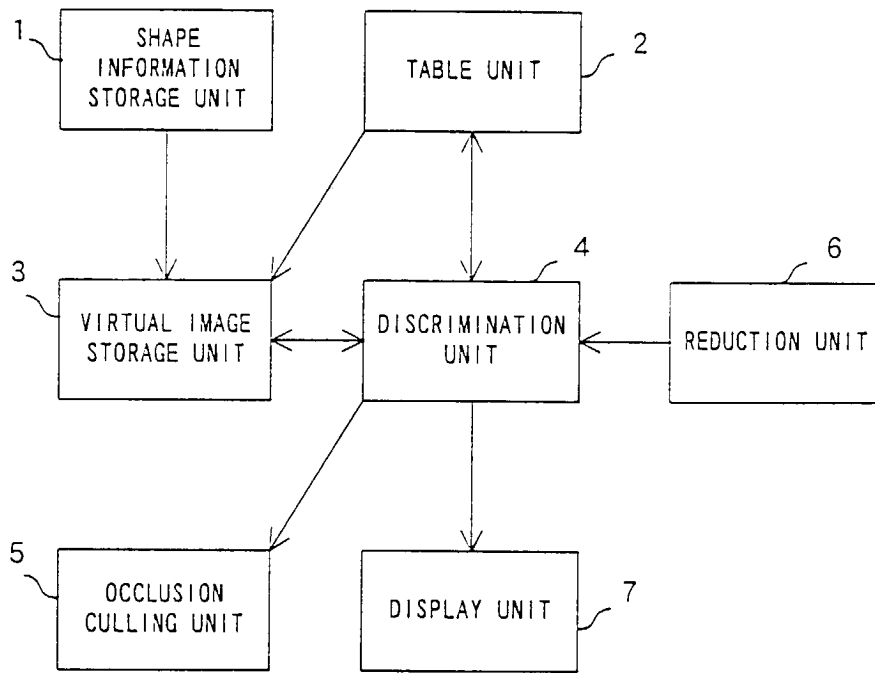 1
SHAPE
INFORMATION
STORAGE UNIT
2
TABLE UNIT
3
VIRTUAL IMAGE
STORAGE UNIT
4
DISCRIMINATION
UNIT
6
REDUCTION UNIT
5
OCCLUSION
CULLING UNIT
7
DISPLAY UNIT